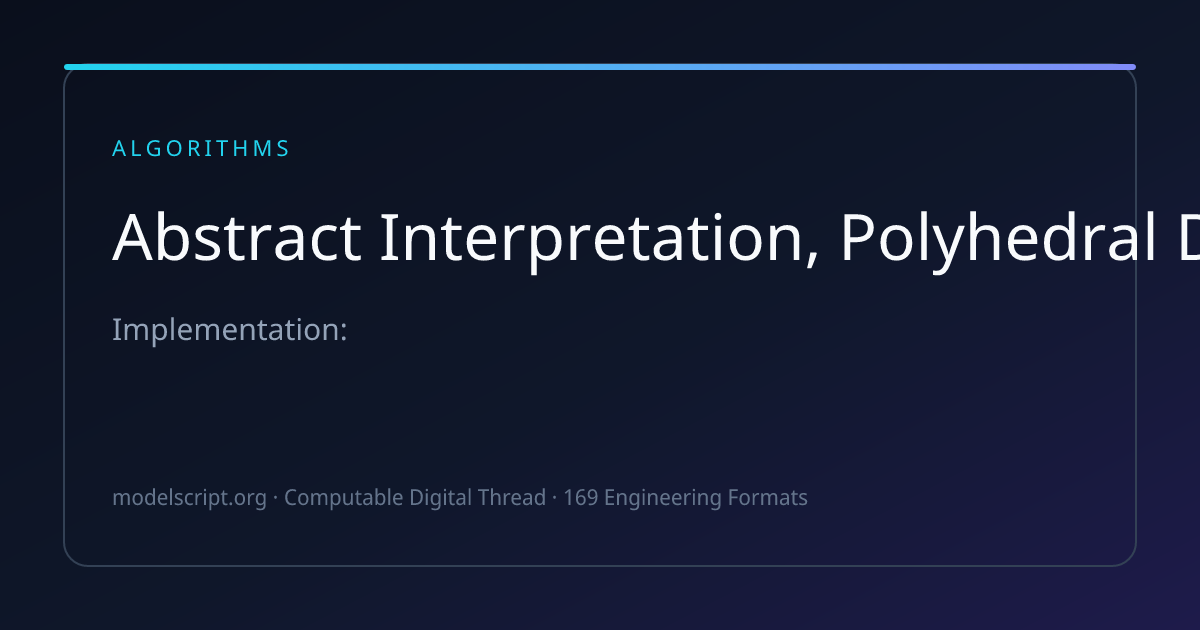 ALGORITHMS
Abstract Interpretation, Polyhedral
Implementation:
modelscript.org · Computable Digital Thread · 169 Engineering Formats